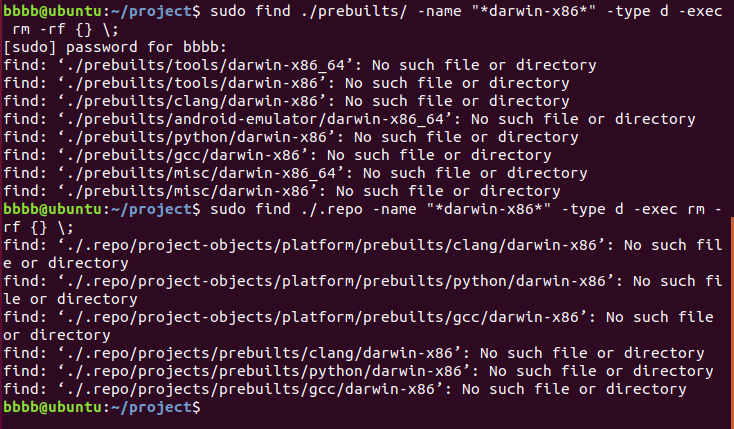 bbbb@ubuntu:~/project$ sudo find ./prebuilts/ -name "*darwin-x86*" -type d -exec
 rm -rf {} \;
[sudo] password for bbbb:
find: ‘./prebuilts/tools/darwin-x86_64’: No such file or directory
find: ‘./prebuilts/tools/darwin-x86’: No such file or directory
find: ‘./prebuilts/clang/darwin-x86’: No such file or directory
find: ‘./prebuilts/android-emulator/darwin-x86_64’: No such file or directory
find: ‘./prebuilts/python/darwin-x86’: No such file or directory
find: ‘./prebuilts/gcc/darwin-x86’: No such file or directory
find: ‘./prebuilts/misc/darwin-x86_64’: No such file or directory
find: ‘./prebuilts/misc/darwin-x86’: No such file or directory
bbbb@ubuntu:~/project$ sudo find ./.repo -name "*darwin-x86*" -type d -exec rm -
rf {} \;
find: ‘./.repo/project-objects/platform/prebuilts/clang/darwin-x86’: No such fil
e or directory
find: ‘./.repo/project-objects/platform/prebuilts/python/darwin-x86’: No such fi
le or directory
find: ‘./.repo/project-objects/platform/prebuilts/gcc/darwin-x86’: No such file
or directory
find: ‘./.repo/projects/prebuilts/clang/darwin-x86’: No such file or directory
find: ‘./.repo/projects/prebuilts/python/darwin-x86’: No such file or directory
find: ‘./.repo/projects/prebuilts/gcc/darwin-x86’: No such file or directory
bbbb@ubuntu:~/project$